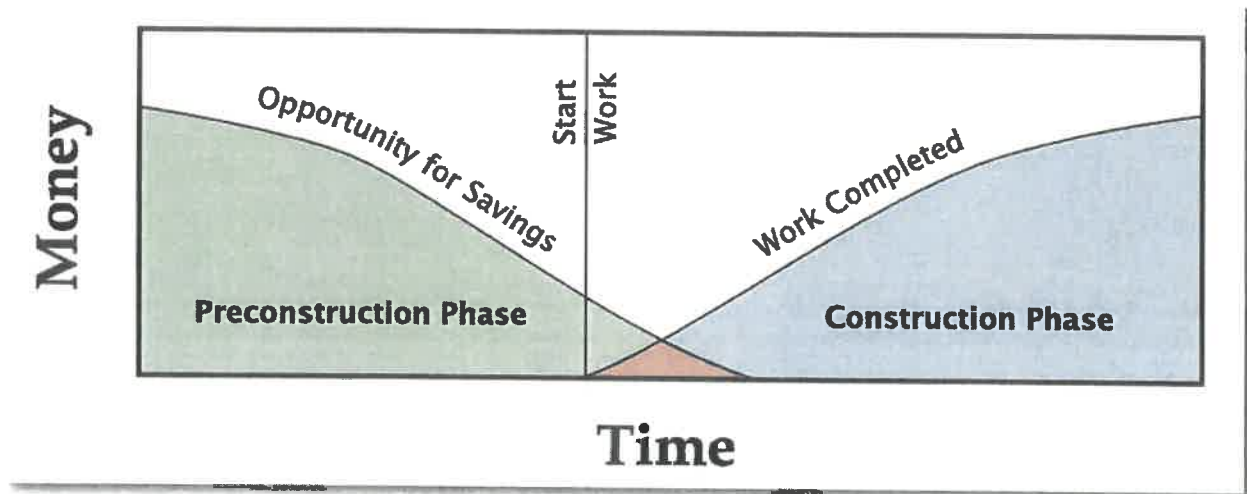 Money
Opportunity for Savings
Start
Work
Work Completed
Preconstruction Phase
Construction Phase
Time